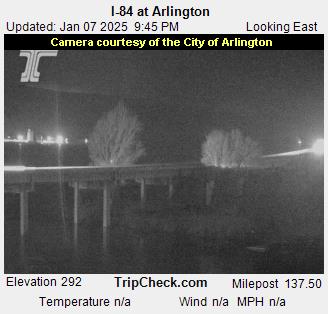 I-84 at Arlington
Updated: Jan 07 2025 9:45 PM Looking East
Camera courtesy of the City of Arlington
Elevation 292 TripCheck.com Milepost 137.50
Temperature n/a Wind n/a MPH n/a